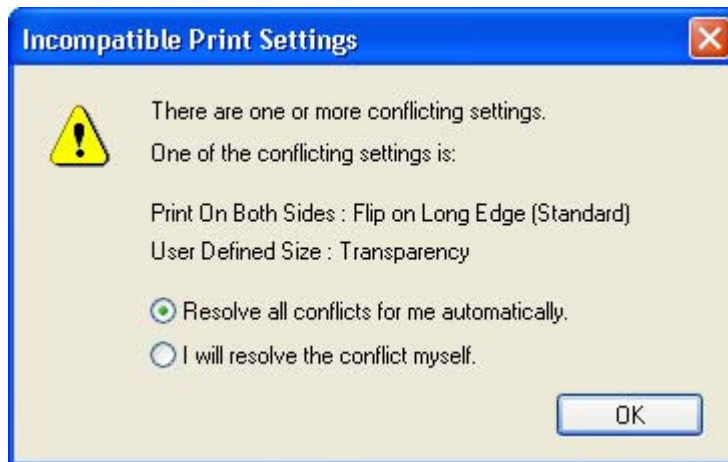 Incompatible Print Settings
There are one or more conflicting settings.
One of the conflicting settings is:
Print On Both Sides : Flip on Long Edge (Standard)
User Defined Size : Transparency
Resolve all conflicts for me automatically.
I will resolve the conflict myself.
OK